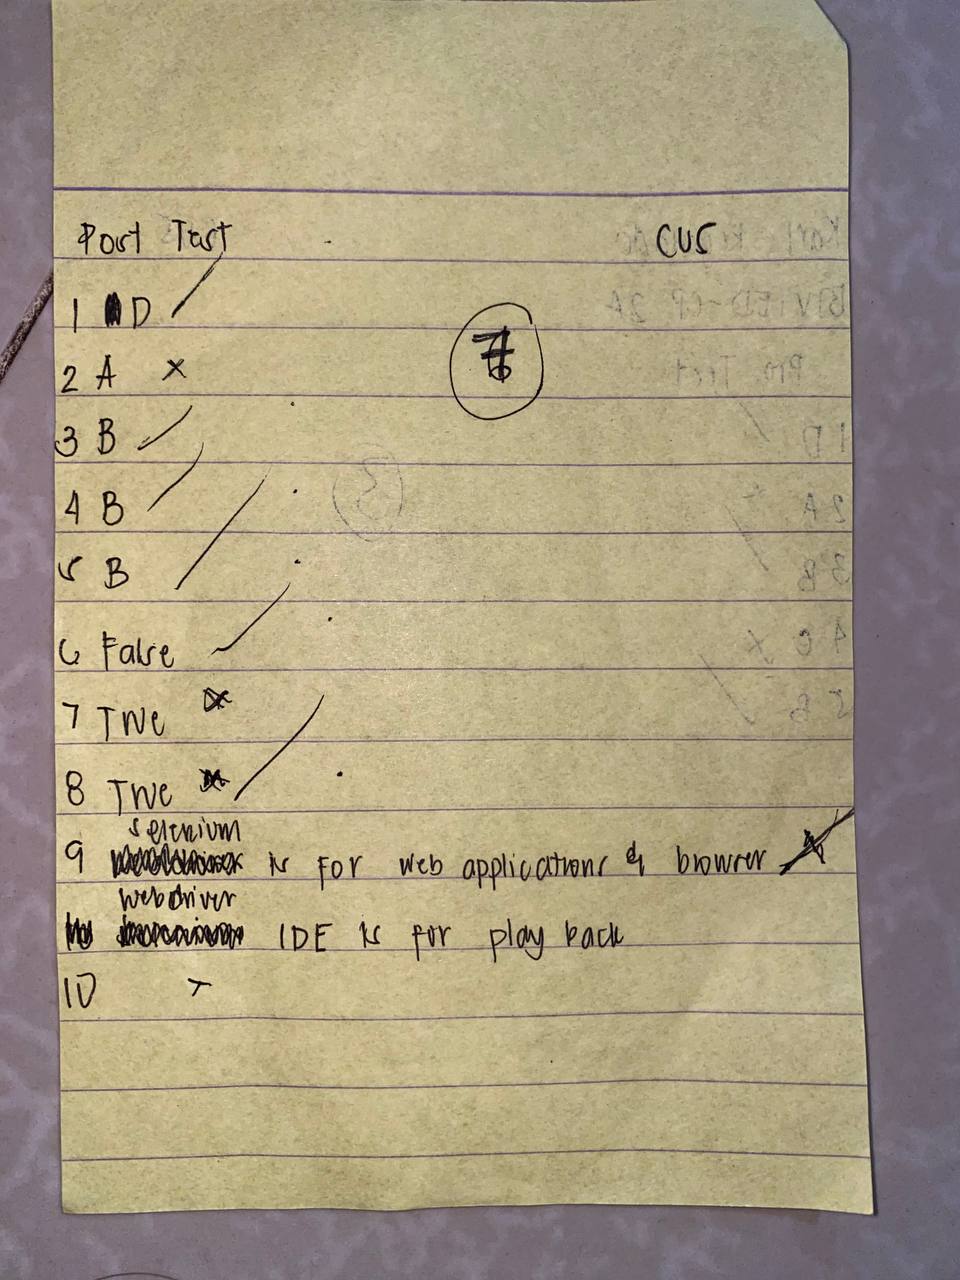 Post Test CUS
1 D
2 A x
7
3 B
4 B
5 B
6 False
7 True x
8 True x
selenium
9 is for web applications & browser x
webdriver
IDE is for play back
10 x